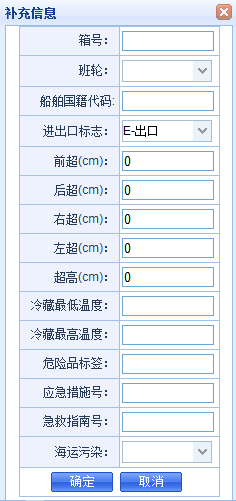 补充信息
箱号：
班轮：
船舶国籍代码:
进出口标志： E-出口
前超(cm)： 0
后超(cm)： 0
右超(cm)： 0
左超(cm)： 0
超高(cm)： 0
冷藏最低温度：
冷藏最高温度：
危险品标签：
应急措施号：
急救指南号：
海运污染：
确定 取消